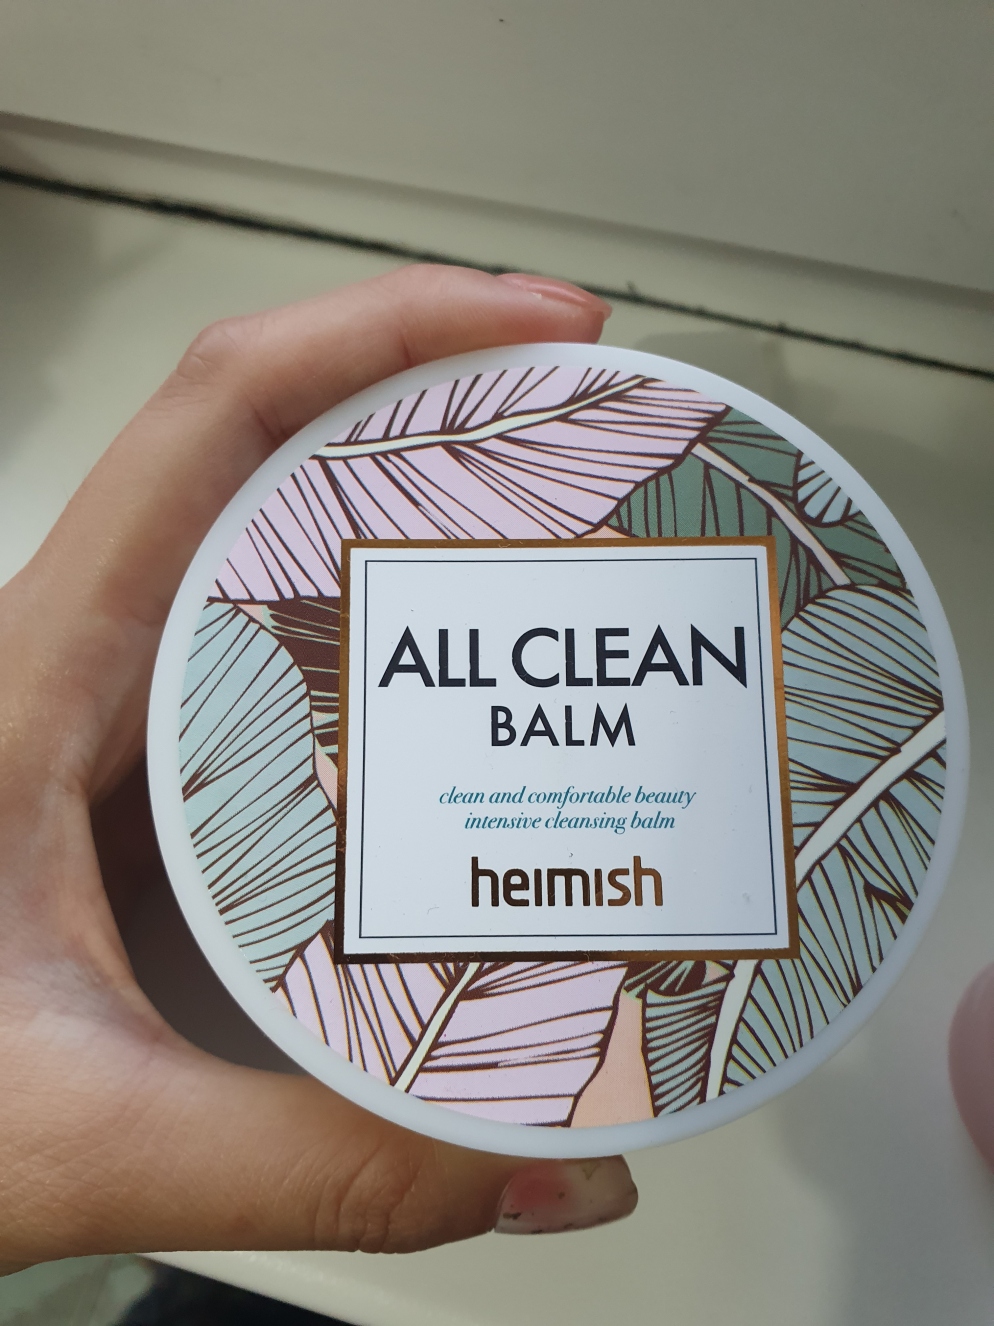 ALL CLEAN
BALM
clean and comfortable beauty
intensive cleansing balm
heimish